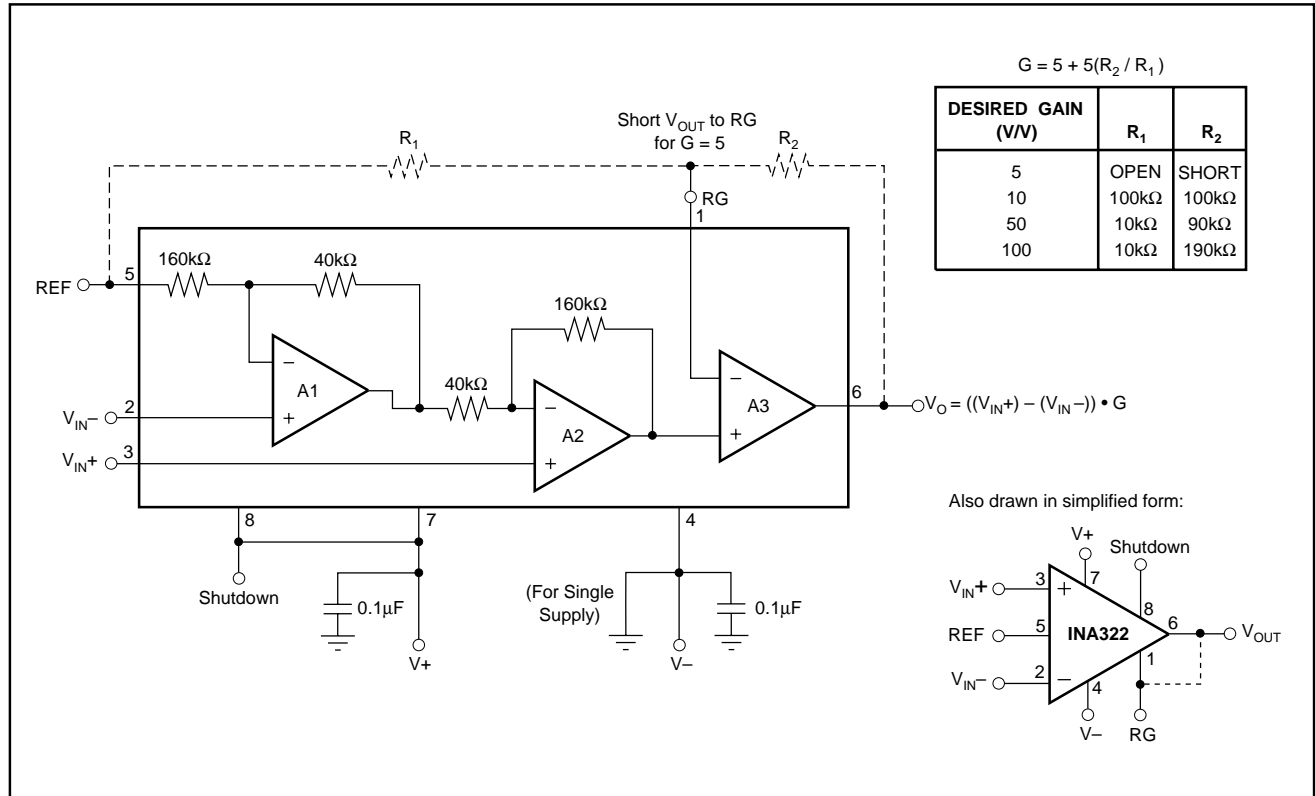 G = 5 + 5(R2 / R1)
DESIRED GAIN
(V/V)
R1
R2
5 OPEN SHORT
10 100kΩ 100kΩ
50 10kΩ 90kΩ
100 10kΩ 190kΩ
Short VOUT to RG
for G = 5
R1
R2
RG
1
160kΩ
40kΩ
REF
5
160kΩ
A1
−
+
40kΩ
A2
−
+
A3
−
+
VIN−
2
VIN+
3
6
VO = ((VIN+) – (VIN−)) • G
8
7
4
Shutdown
0.1µF
V+
(For Single
Supply)
V–
0.1µF
Also drawn in simplified form:
V+
Shutdown
VIN+
3
+
7
8
REF
5
INA322
6
VOUT
VIN−
2
−
4
1
V–
RG